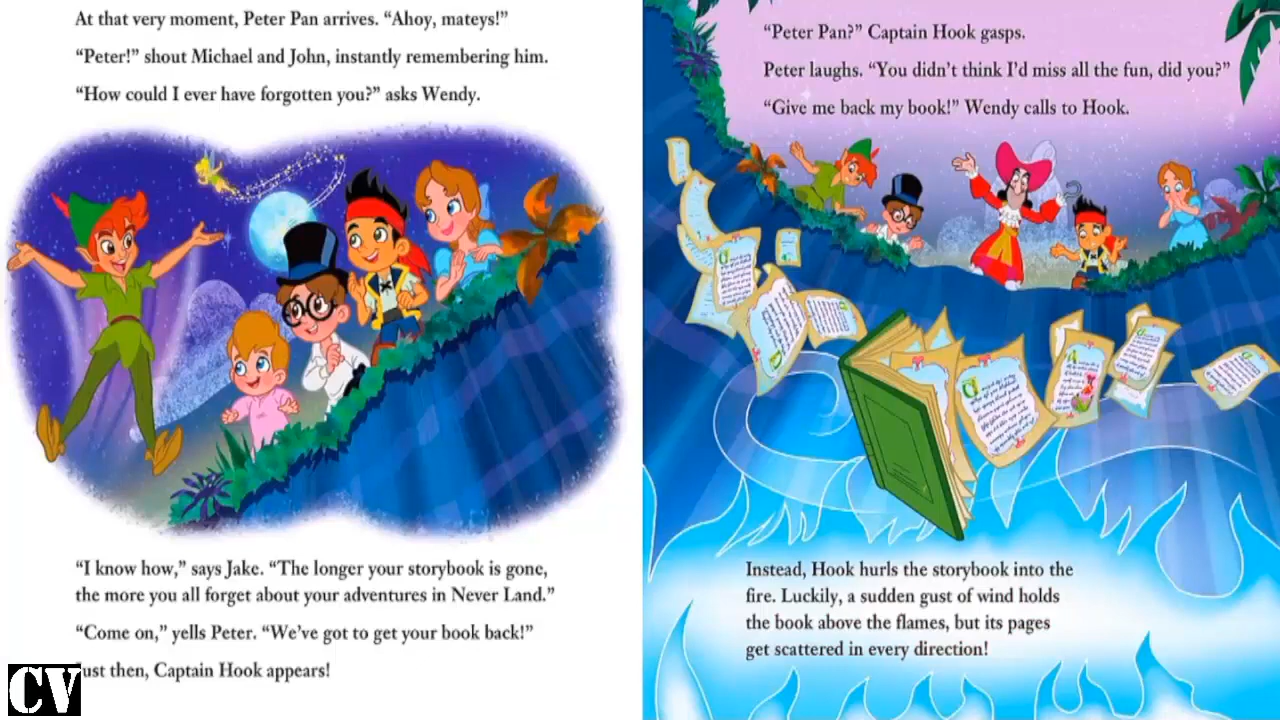 At that very moment, Peter Pan arrives. “Ahoy, mateys!”
“Peter!” shout Michael and John, instantly remembering him.
“How could I ever have forgotten you?” asks Wendy.
“I know how,” says Jake. “The longer your storybook is gone,
the more you all forget about your adventures in Never Land.”
“Come on,” yells Peter. “We’ve got to get your book back!”
ust then, Captain Hook appears!
CV
“Peter Pan?” Captain Hook gasps.
Peter laughs. “You didn’t think I’d miss all the fun, did you?”
“Give me back my book!” Wendy calls to Hook.
Instead, Hook hurls the storybook into the
fire. Luckily, a sudden gust of wind holds
the book above the flames, but its pages
get scattered in every direction!